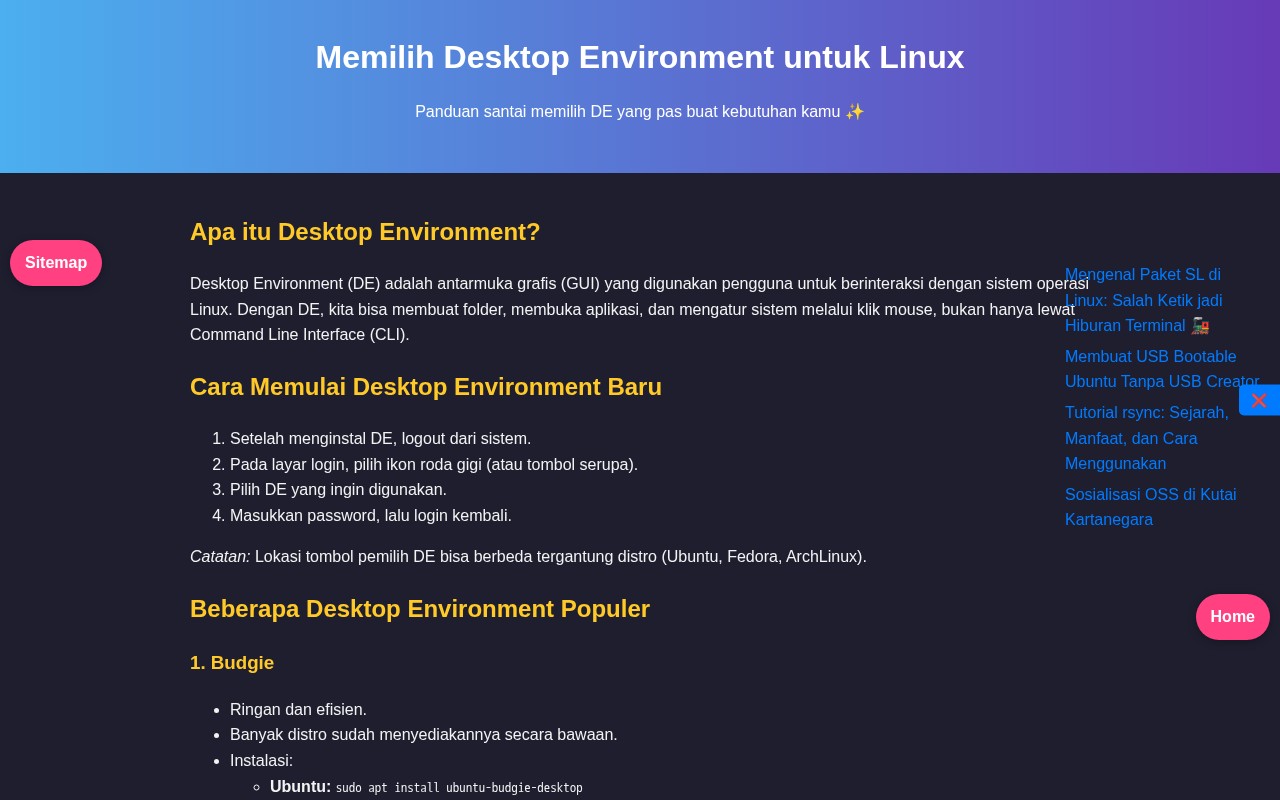 Memilih Desktop Environment untuk Linux
Panduan santai memilih DE yang pas buat kebutuhan kamu ✨
Sitemap
Apa itu Desktop Environment?
Desktop Environment (DE) adalah antarmuka grafis (GUI) yang digunakan pengguna untuk berinteraksi dengan sistem operasi
Linux. Dengan DE, kita bisa membuat folder, membuka aplikasi, dan mengatur sistem melalui klik mouse, bukan hanya lewat
Command Line Interface (CLI).
Cara Memulai Desktop Environment Baru
1. Setelah menginstal DE, logout dari sistem.
2. Pada layar login, pilih ikon roda gigi (atau tombol serupa).
3. Pilih DE yang ingin digunakan.
4. Masukkan password, lalu login kembali.
Catatan: Lokasi tombol pemilih DE bisa berbeda tergantung distro (Ubuntu, Fedora, ArchLinux).
Beberapa Desktop Environment Populer
1. Budgie
• Ringan dan efisien.
• Banyak distro sudah menyediakannya secara bawaan.
• Instalasi:
◦ Ubuntu: sudo apt install ubuntu-budgie-desktop
Mengenal Paket SL di
Linux: Salah Ketik jadi
Hiburan Terminal 🚂
Membuat USB Bootable
Ubuntu Tanpa USB Creator
Tutorial rsync: Sejarah,
Manfaat, dan Cara
Menggunakan
Sosialisasi OSS di Kutai
Kartanegara
❌
Home